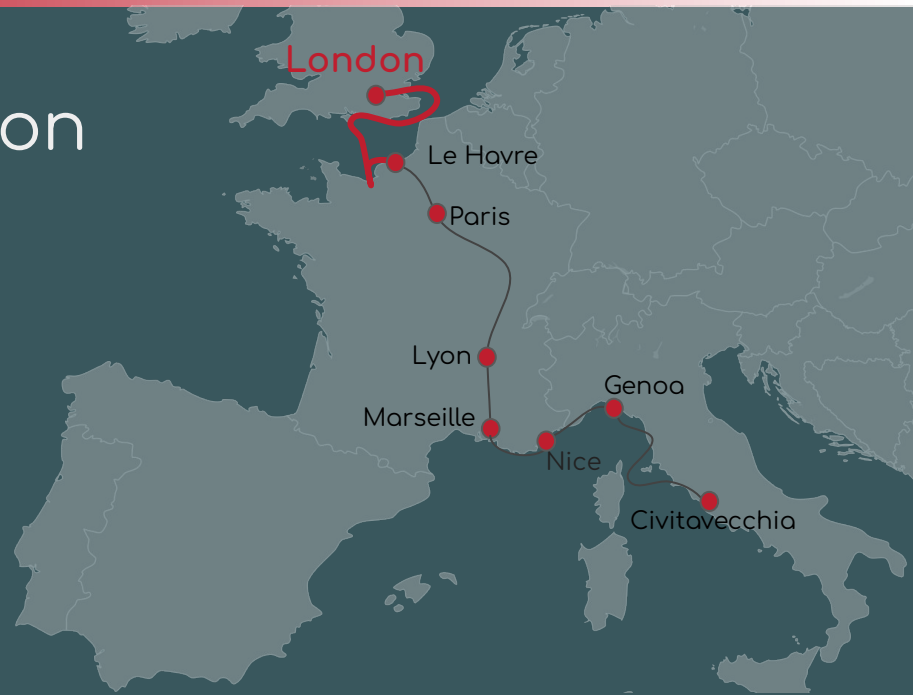 London
on
Le Havre
Paris
Lyon
Genoa
Marseille
Nice
Civitavecchia